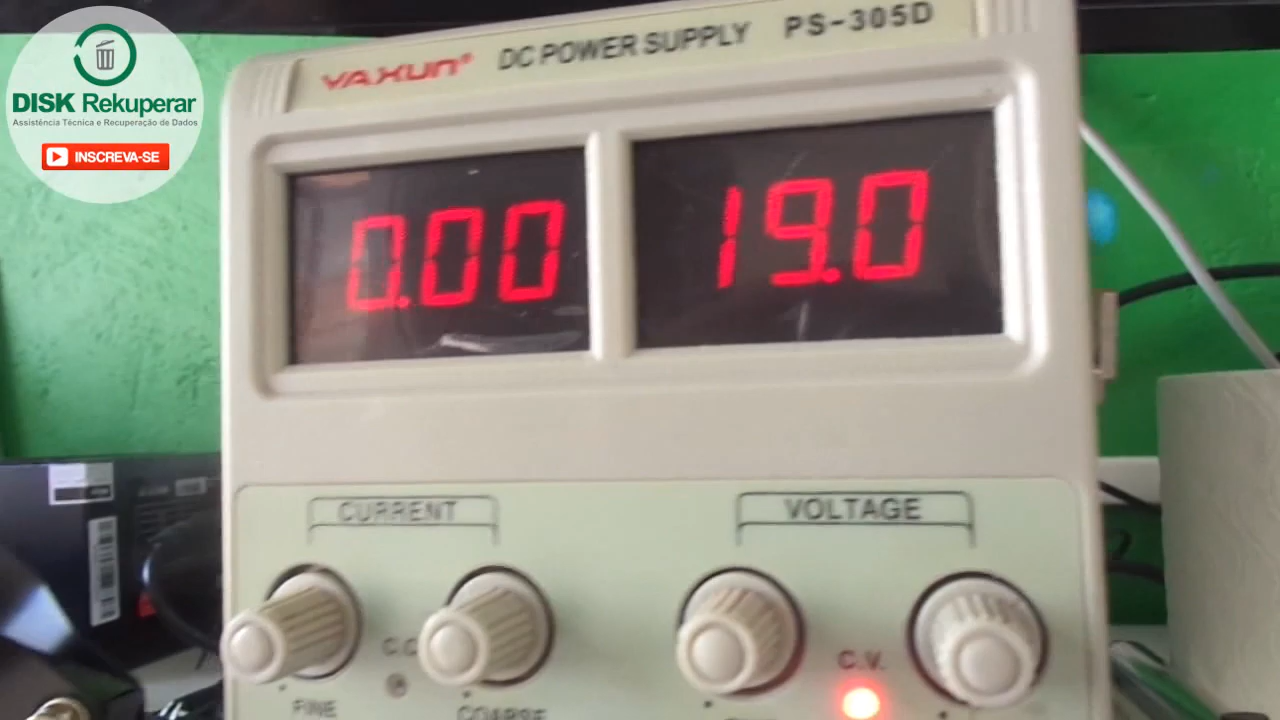 DISK Rekuperar
Assistência Técnica e Recuperação de Dados
INSCREVA-SE
YAXUN® DC POWER SUPPLY PS-305D
0.00 19.0
CURRENT VOLTAGE
C.C
C.V.
FINE COARSE